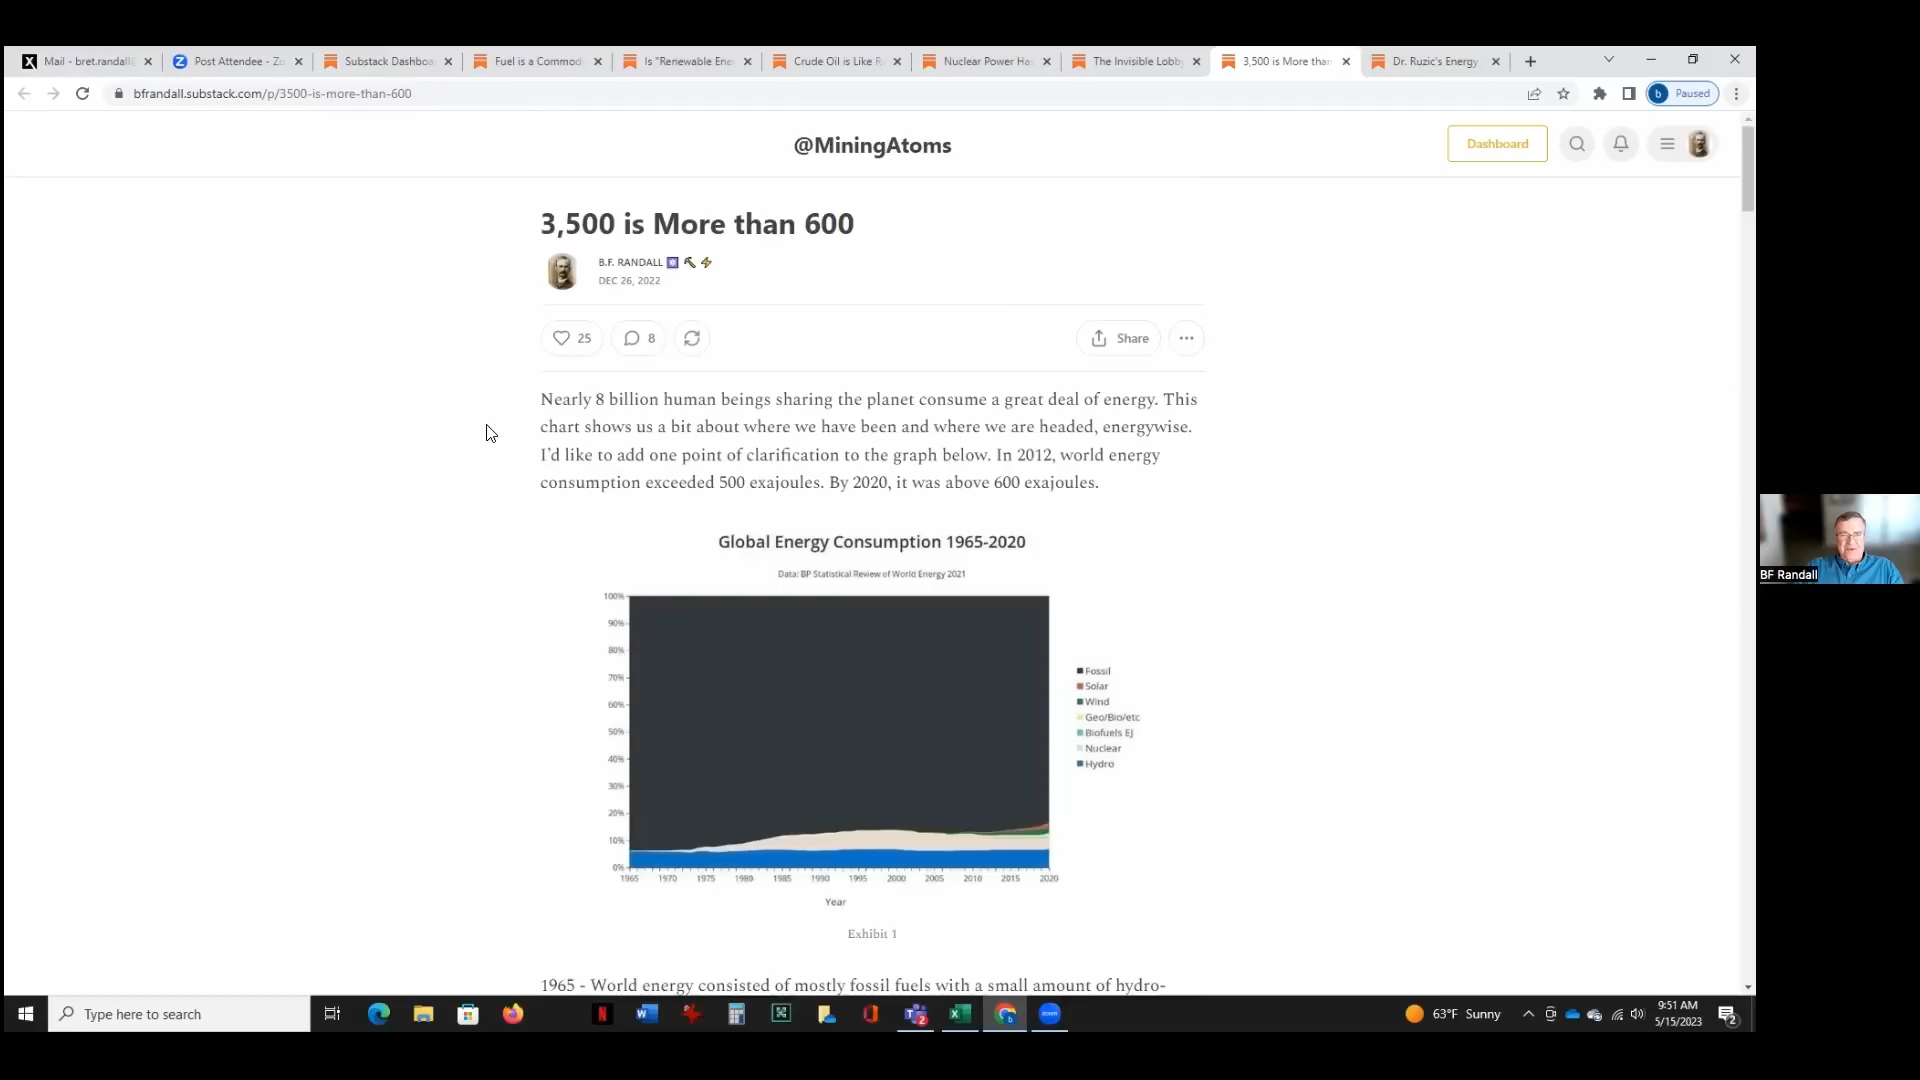 Mail - bret.randall
Post Attendee - Zo
Substack Dashboa
Fuel is a Commod
Is "Renewable Ene
Crude Oil is Like R
Nuclear Power Ha
The Invisible Lobb
3,500 is More than
Dr. Ruzic's Energy
bfrandall.substack.com/p/3500-is-more-than-600
b
Paused
@MiningAtoms
Dashboard
3,500 is More than 600
B.F. RANDALL
DEC 26, 2022
25
8
Share
Nearly 8 billion human beings sharing the planet consume a great deal of energy. This
chart shows us a bit about where we have been and where we are headed, energywise.
I'd like to add one point of clarification to the graph below. In 2012, world energy
consumption exceeded 500 exajoules. By 2020, it was above 600 exajoules.
Global Energy Consumption 1965-2020
Data: BP Statistical Review of World Energy 2021
100%
90%
80%
70%
60%
50%
40%
30%
20%
10%
0%
1965 1970 1975 1980 1985 1990 1995 2000 2005 2010 2015 2020
Year
Fossil
Solar
Wind
Geo/Bio/etc
Biofuels EJ
Nuclear
Hydro
Exhibit 1
1965 - World energy consisted of mostly fossil fuels with a small amount of hydro-
BF Randall
Type here to search
63°F Sunny
9:51 AM
5/15/2023
2